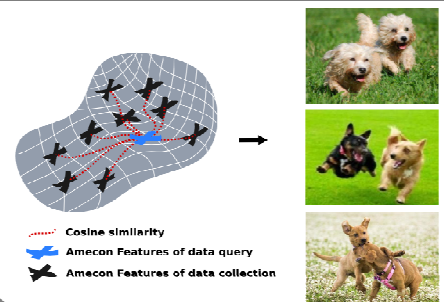 Cosine similarity
Amecon Features of data query
Amecon Features of data collection